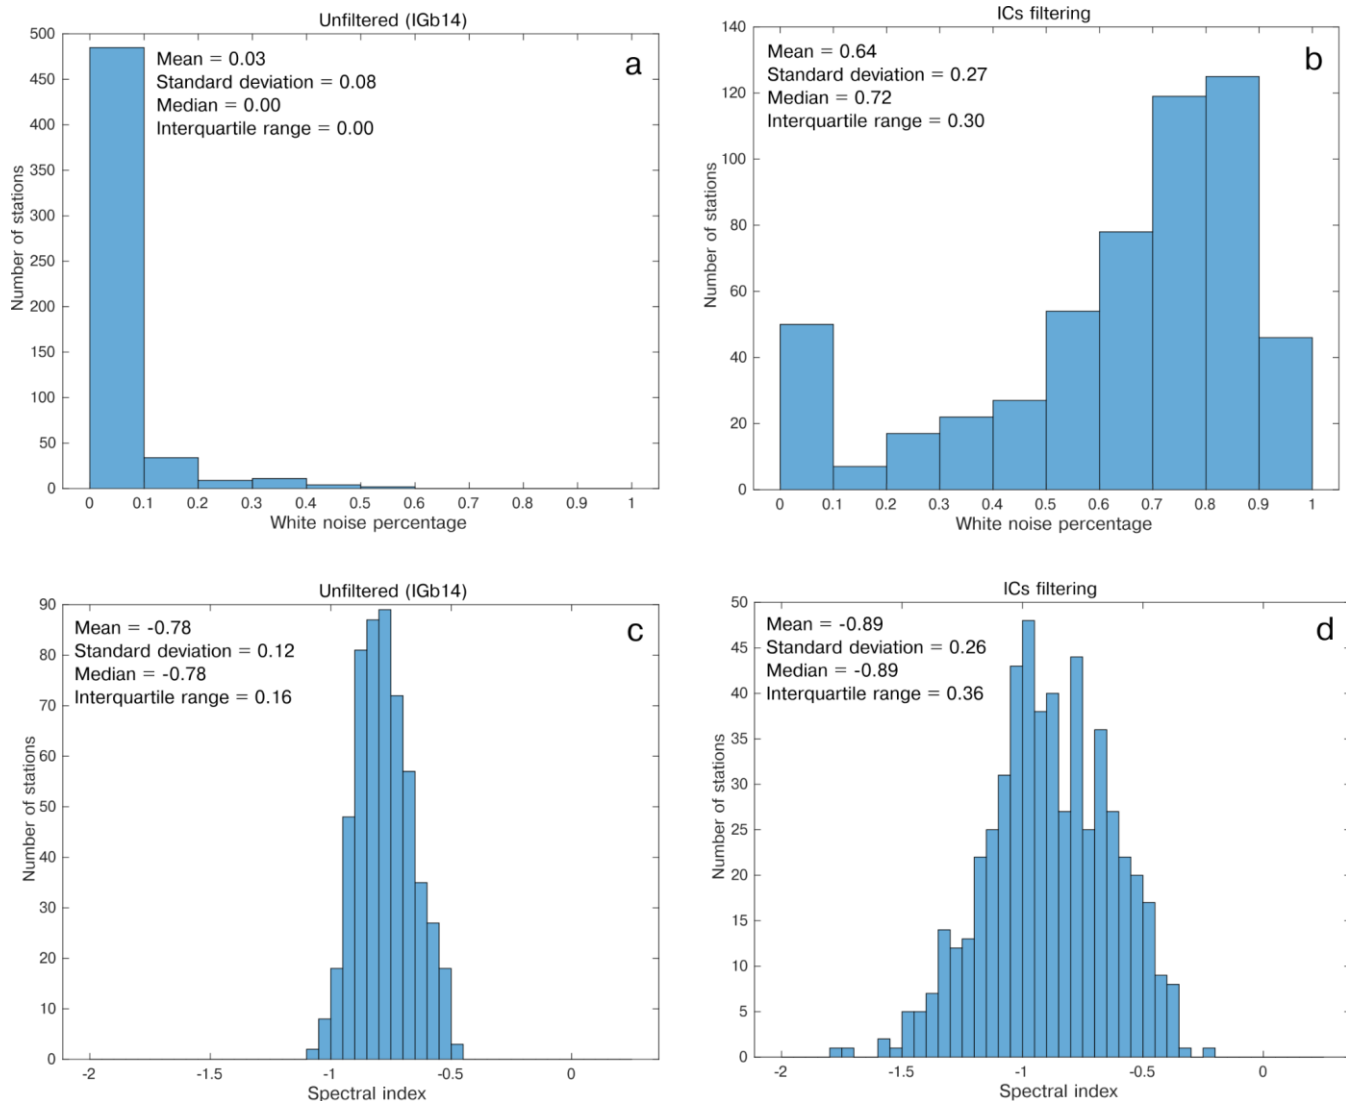 Unfiltered (IGb14)
a
Mean = 0.03
Standard deviation = 0.08
Median = 0.00
Interquartile range = 0.00
500
450
400
350
300
250
200
150
100
50
0
Number of stations
0 0.1 0.2 0.3 0.4 0.5 0.6 0.7 0.8 0.9 1
White noise percentage
ICs filtering
b
Mean = 0.64
Standard deviation = 0.27
Median = 0.72
Interquartile range = 0.30
140
120
100
80
60
40
20
0
Number of stations
0 0.1 0.2 0.3 0.4 0.5 0.6 0.7 0.8 0.9 1
White noise percentage
Unfiltered (IGb14)
c
Mean = -0.78
Standard deviation = 0.12
Median = -0.78
Interquartile range = 0.16
90
80
70
60
50
40
30
20
10
0
Number of stations
-2 -1.5 -1 -0.5 0
Spectral index
ICs filtering
d
Mean = -0.89
Standard deviation = 0.26
Median = -0.89
Interquartile range = 0.36
50
45
40
35
30
25
20
15
10
5
0
Number of stations
-2 -1.5 -1 -0.5 0
Spectral index